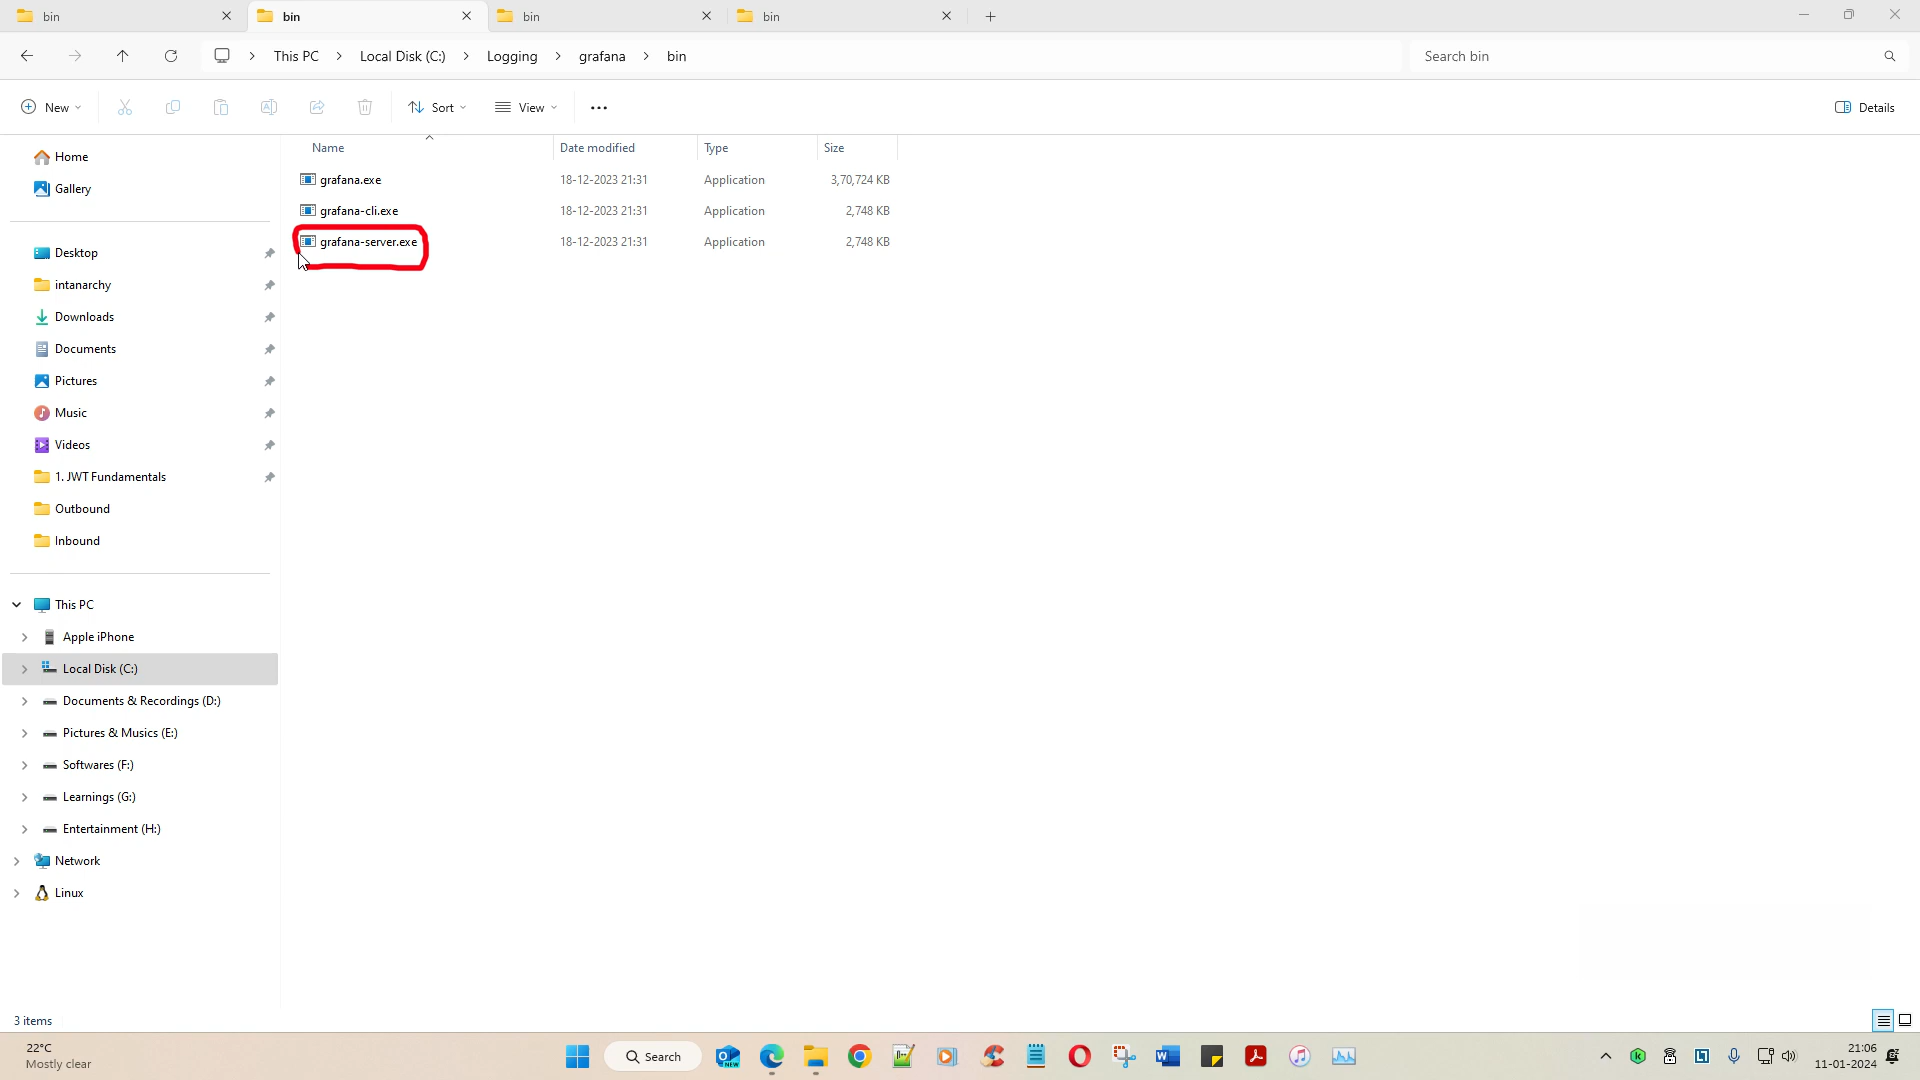 bin
bin
bin
bin
This PC > Local Disk (C:) > Logging > grafana > bin
Search bin
New
Sort
View
Details
Name Date modified Type Size
grafana.exe 18-12-2023 21:31 Application 3,70,724 KB
grafana-cli.exe 18-12-2023 21:31 Application 2,748 KB
grafana-server.exe 18-12-2023 21:31 Application 2,748 KB
Home
Gallery
Desktop
intanarchy
Downloads
Documents
Pictures
Music
Videos
1. JWT Fundamentals
Outbound
Inbound
This PC
Apple iPhone
Local Disk (C:)
Documents & Recordings (D:)
Pictures & Musics (E:)
Softwares (F:)
Learnings (G:)
Entertainment (H:)
Network
Linux
3 items
22°C
Mostly clear
Search
21:06
11-01-2024